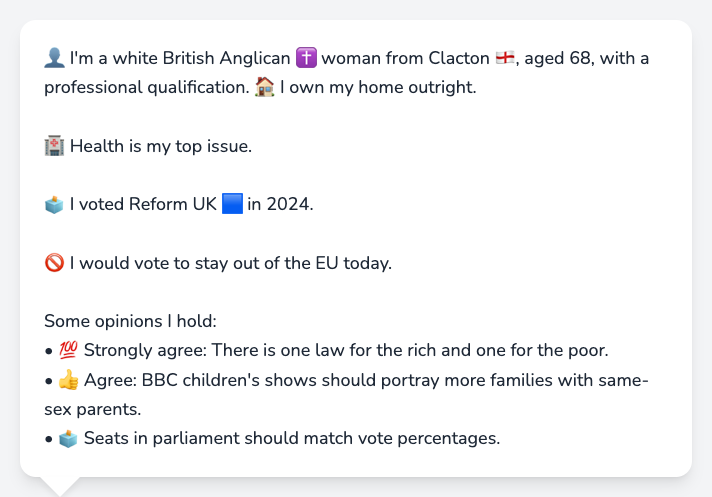 👤 I'm a white British Anglican ✝️ woman from Clacton 🏴󠁧󠁢󠁥󠁮󠁧󠁿, aged 68, with a
professional qualification. 🏠 I own my home outright.
🏥 Health is my top issue.
🗳️ I voted Reform UK 🟦 in 2024.
🚫 I would vote to stay out of the EU today.
Some opinions I hold:
• 💯 Strongly agree: There is one law for the rich and one for the poor.
• 👍 Agree: BBC children's shows should portray more families with same-
sex parents.
• 🗳️ Seats in parliament should match vote percentages.